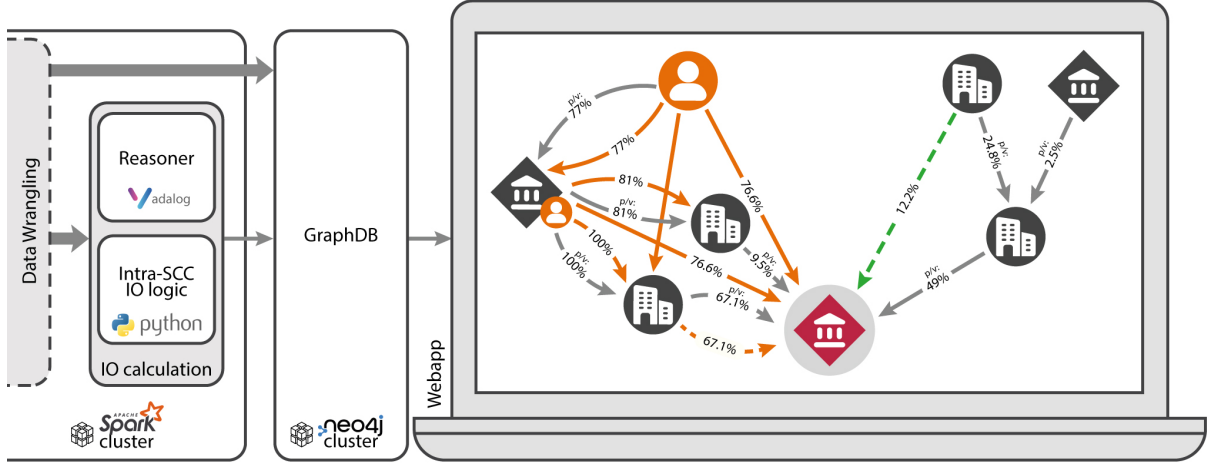 Data Wrangling
Reasoner
Vadalog
Intra-SCC
IO logic
python
IO calculation
APACHE
Spark
cluster
GraphDB
neo4j
cluster
Webapp
p/v:
77%
77%
81%
p/v:
81%
100%
p/v:
100%
76.6%
76.6%
p/v:
9.5%
p/v:
67.1%
67.1%
12.2%
p/v:
24.8%
p/v:
2.5%
p/v:
49%